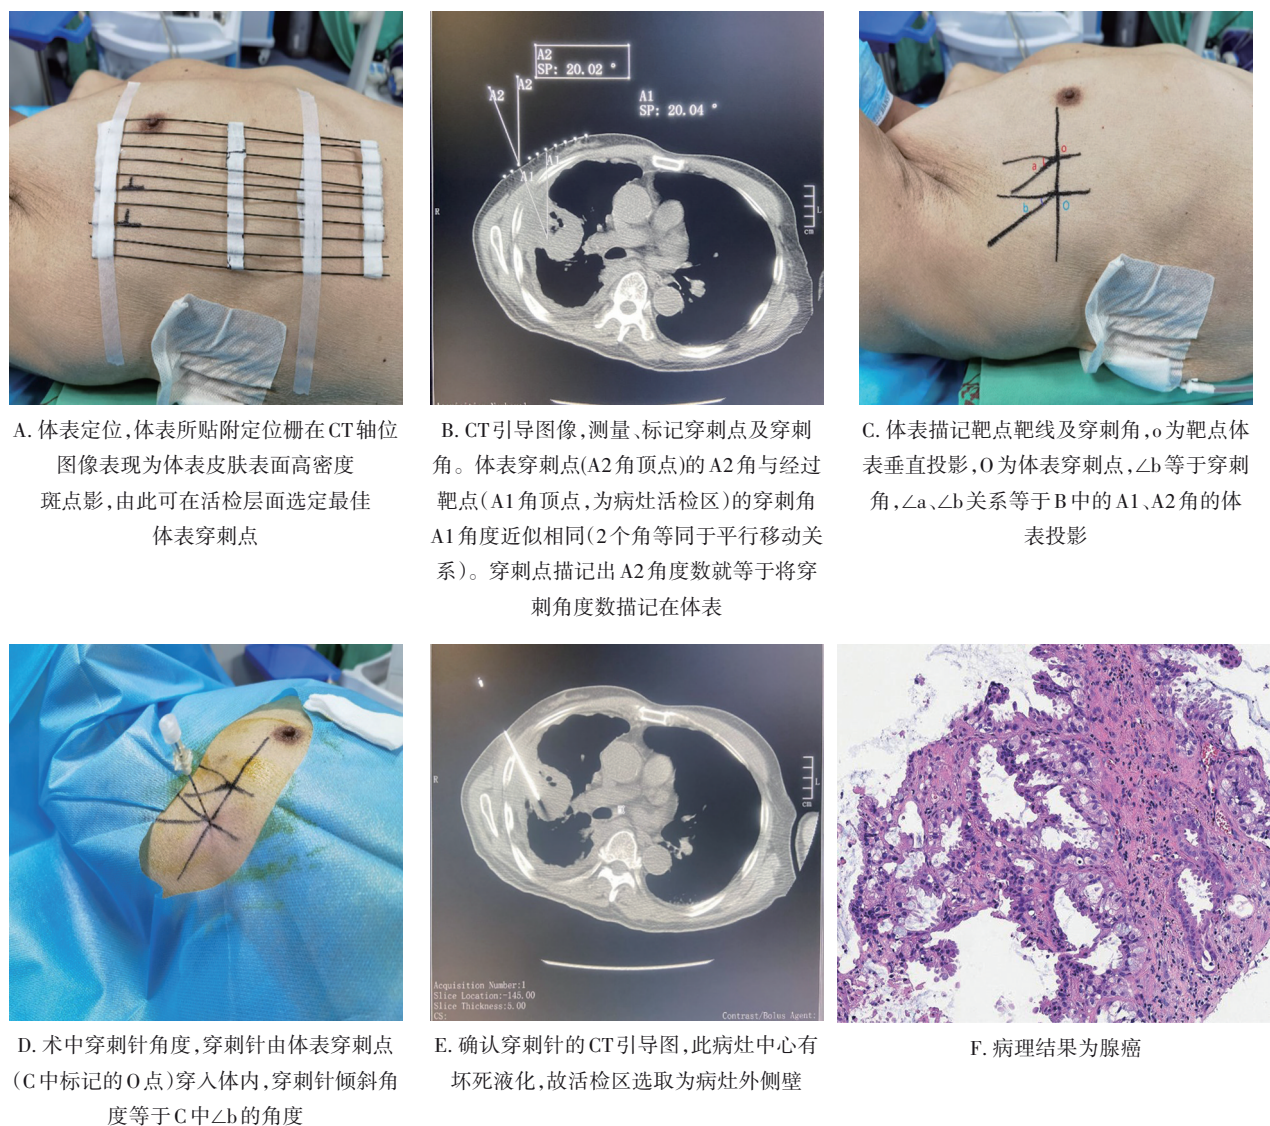 A2
SP: 20.02 °
A2
A2
A1
SP: 20.04 °
A1
A1
R
L
cm
o
a
b
O
A. 体表定位,体表所贴附定位栅在CT轴位
图像表现为体表皮肤表面高密度
斑点影,由此可在活检层面选定最佳
体表穿刺点
B. CT引导图像,测量、标记穿刺点及穿刺
角。体表穿刺点(A2角顶点)的A2角与经过
靶点(A1角顶点,为病灶活检区)的穿刺角
A1角度近似相同(2个角等同于平行移动关
系)。穿刺点描记出A2角度数就等于将穿
刺角度数描记在体表
C. 体表描记靶点靶线及穿刺角,o为靶点体
表垂直投影,O为体表穿刺点,∠b等于穿刺
角,∠a、∠b关系等于B中的A1、A2角的体
表投影
R
L
cm
Acquisition Number:1
Slice Location:-145.00
Slice Thickness:5.00
CS:
Contrast/Bolus Agent:
D. 术中穿刺针角度,穿刺针由体表穿刺点
(C中标记的O点)穿入体内,穿刺针倾斜角
度等于C中∠b的角度
E. 确认穿刺针的CT引导图,此病灶中心有
坏死液化,故活检区选取为病灶外侧壁
F. 病理结果为腺癌